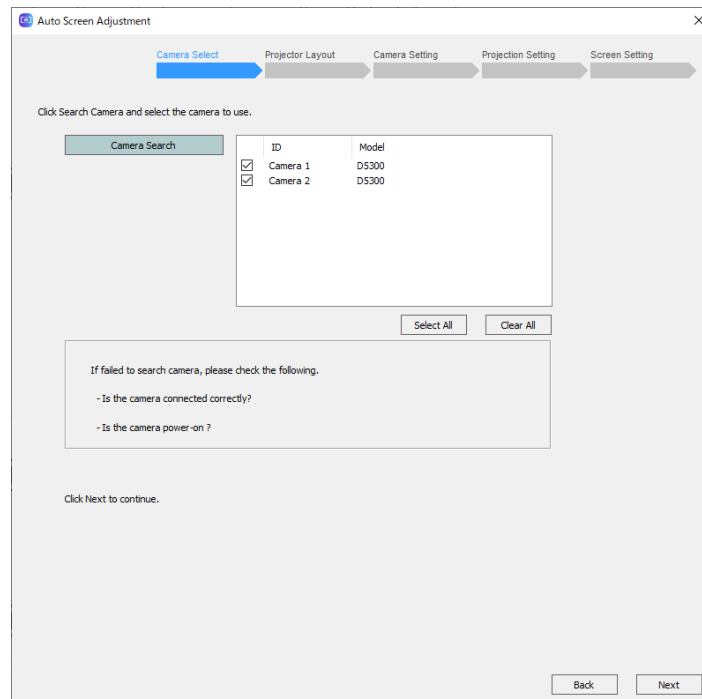 Auto Screen Adjustment
Camera Select Projector Layout Camera Setting Projection Setting Screen Setting
Click Search Camera and select the camera to use.
Camera Search
ID Model
Camera 1 D5300
Camera 2 D5300
Select All Clear All
If failed to search camera, please check the following.
- Is the camera connected correctly?
- Is the camera power-on ?
Click Next to continue.
Back Next